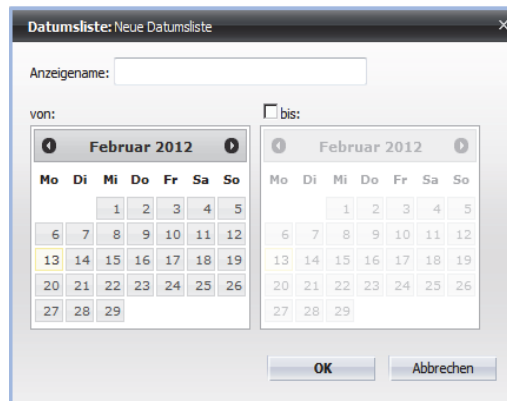 Datumsliste: Neue Datumsliste
Anzeigename:
von:
bis:
Februar 2012
Mo Di Mi Do Fr Sa So
1 2 3 4 5
6 7 8 9 10 11 12
13 14 15 16 17 18 19
20 21 22 23 24 25 26
27 28 29
Februar 2012
Mo Di Mi Do Fr Sa So
1 2 3 4 5
6 7 8 9 10 11 12
13 14 15 16 17 18 19
20 21 22 23 24 25 26
27 28 29
OK
Abbrechen